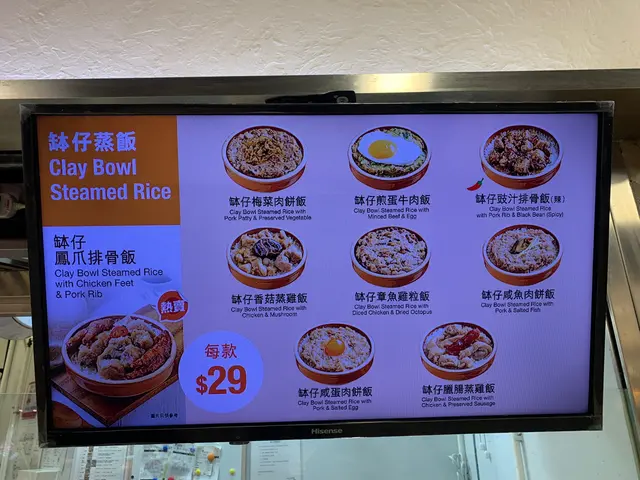 缽仔蒸飯
Clay Bowl
Steamed Rice
缽仔
鳳爪排骨飯
Clay Bowl Steamed Rice
with Chicken Feet
& Pork Rib
熱賣
每款
$29
圖片只供參考
缽仔梅菜肉餅飯
Clay Bowl Steamed Rice with
Pork Patty & Preserved Vegetable
缽仔煎蛋牛肉飯
Clay Bowl Steamed Rice with
Minced Beef & Egg
缽仔豉汁排骨飯(辣)
Clay Bowl Steamed Rice
with Pork Rib & Black Bean (Spicy)
缽仔香菇蒸雞飯
Clay Bowl Steamed Rice with
Chicken & Mushroom
缽仔章魚雞粒飯
Clay Bowl Steamed Rice with
Diced Chicken & Dried Octopus
缽仔咸魚肉餅飯
Clay Bowl Steamed Rice with
Pork & Salted Fish
缽仔咸蛋肉餅飯
Clay Bowl Steamed Rice with
Pork & Salted Egg
缽仔臘腸蒸雞飯
Clay Bowl Steamed Rice with
Chicken & Preserved Sausage
Hisense